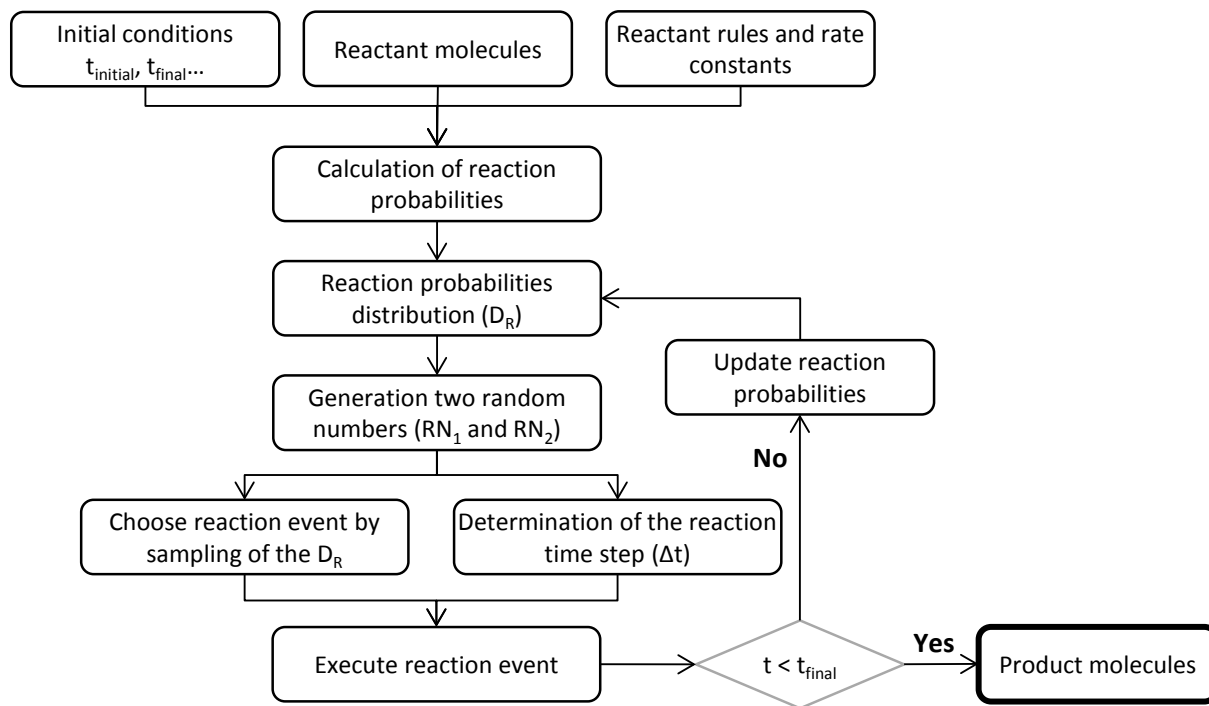 Initial conditions
t_initial, t_final…
Reactant molecules
Reactant rules and rate
constants
Calculation of reaction
probabilities
Reaction probabilities
distribution (D_R)
Update reaction
probabilities
Generation two random
numbers (RN_1 and RN_2)
No
Choose reaction event by
sampling of the D_R
Determination of the reaction
time step (Δt)
Execute reaction event
t < t_final
Yes
Product molecules